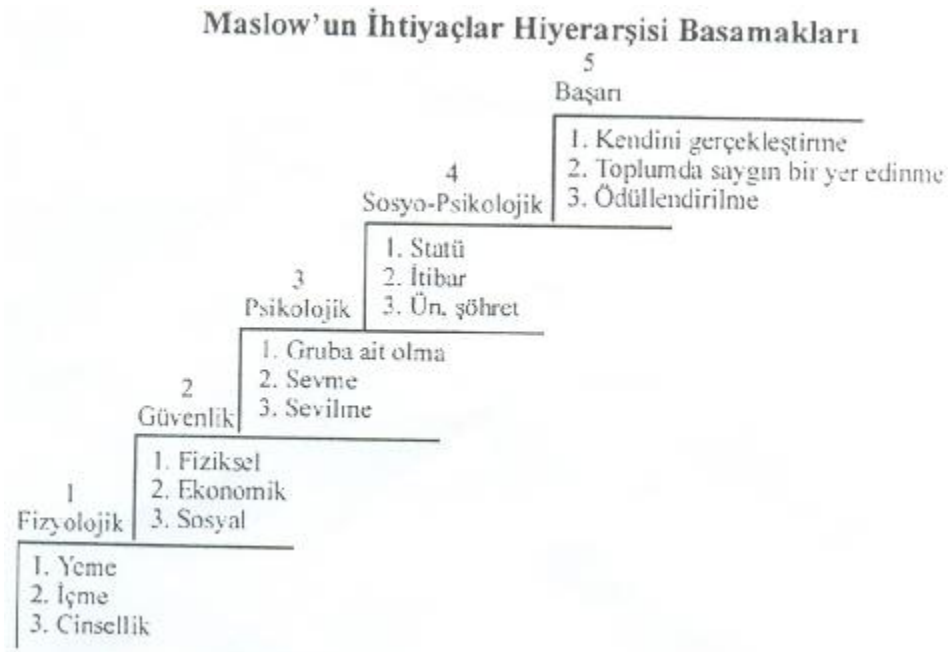 Maslow'un İhtiyaçlar Hiyerarşisi Basamakları
5
Başarı
1. Kendini gerçekleştirme
2. Toplumda saygın bir yer edinme
3. Ödüllendirilme
4
Sosyo-Psikolojik
1. Statü
2. İtibar
3. Ün, şöhret
3
Psikolojik
1. Gruba ait olma
2. Sevme
3. Sevilme
2
Güvenlik
1. Fiziksel
2. Ekonomik
3. Sosyal
1
Fizyolojik
1. Yeme
2. İçme
3. Cinsellik